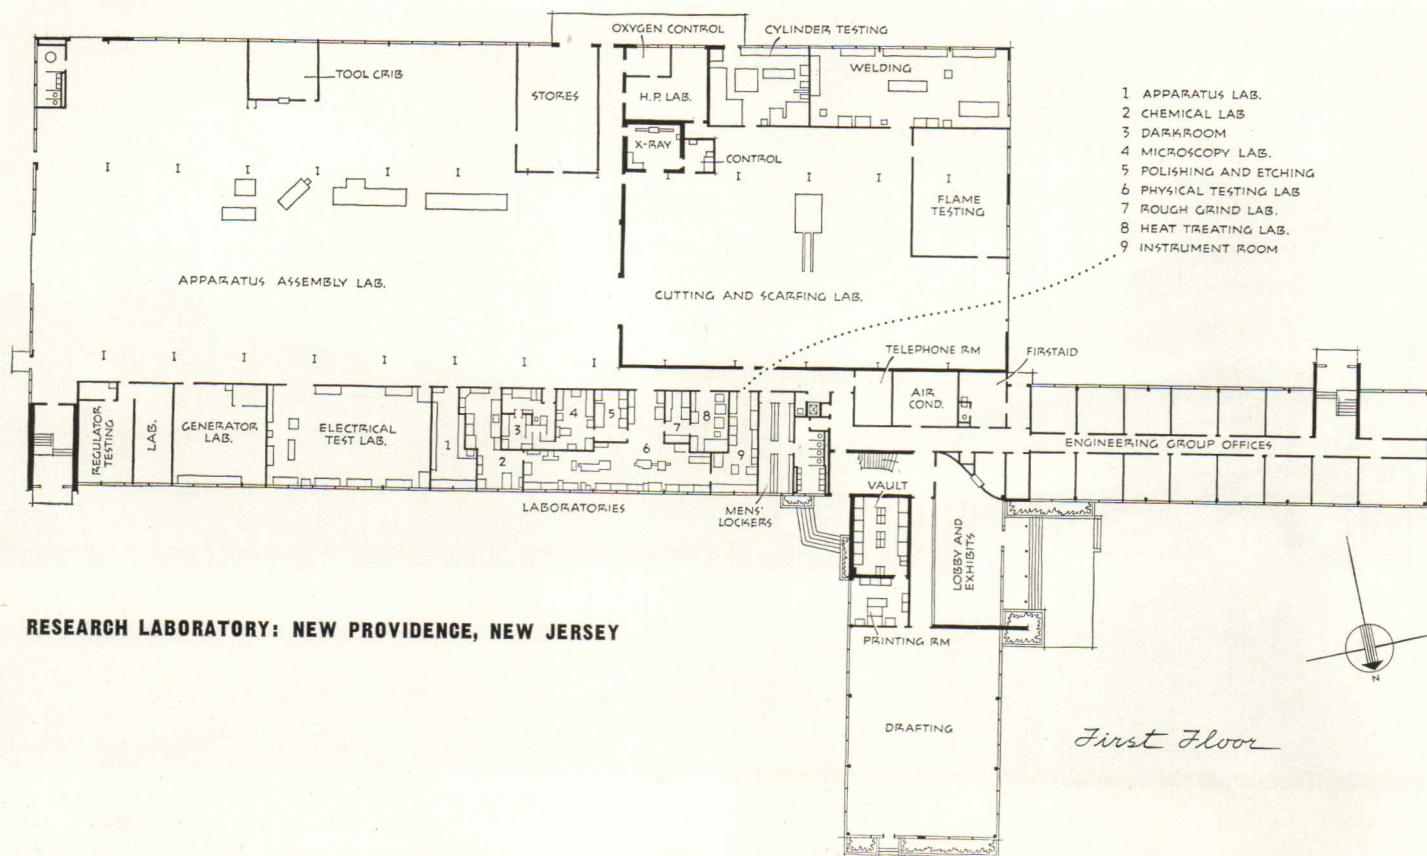 OXYGEN CONTROL
CYLINDER TESTING
TOOL CRIB
WELDING
STORES
H.P. LAB.
X-RAY
CONTROL
FLAME
TESTING
1 APPARATUS LAB.
2 CHEMICAL LAB
3 DARKROOM
4 MICROSCOPY LAB.
5 POLISHING AND ETCHING
6 PHYSICAL TESTING LAB
7 ROUGH GRIND LAB.
8 HEAT TREATING LAB.
9 INSTRUMENT ROOM
APPARATUS ASSEMBLY LAB.
CUTTING AND SCARFING LAB.
TELEPHONE RM
FIRSTAID
REGULATOR
TESTING
LAB.
GENERATOR
LAB.
ELECTRICAL
TEST LAB.
1
2
3
4
5
6
7
8
9
AIR
COND.
ENGINEERING GROUP OFFICES
LABORATORIES
MENS'
LOCKERS
VAULT
LOBBY AND
EXHIBITS
PRINTING RM
RESEARCH LABORATORY: NEW PROVIDENCE, NEW JERSEY
N
DRAFTING
First Floor